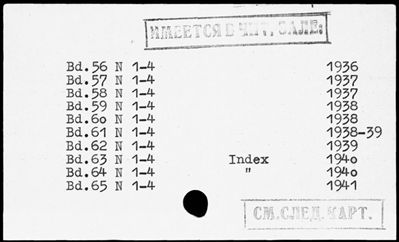 ИМЕЕТСЯ В ЧИТ. ЗАЛЕ:
Bd.56 N 1-4 1936
Bd.57 N 1-4 1937
Bd.58 N 1-4 1937
Bd.59 N 1-4 1938
Bd.6o N 1-4 1938
Bd.61 N 1-4 1938-39
Bd.62 N 1-4 1939
Bd.63 N 1-4 Index 194o
Bd.64 N 1-4 " 194o
Bd.65 N 1-4 1941
СМ. СЛЕД. КАРТ.